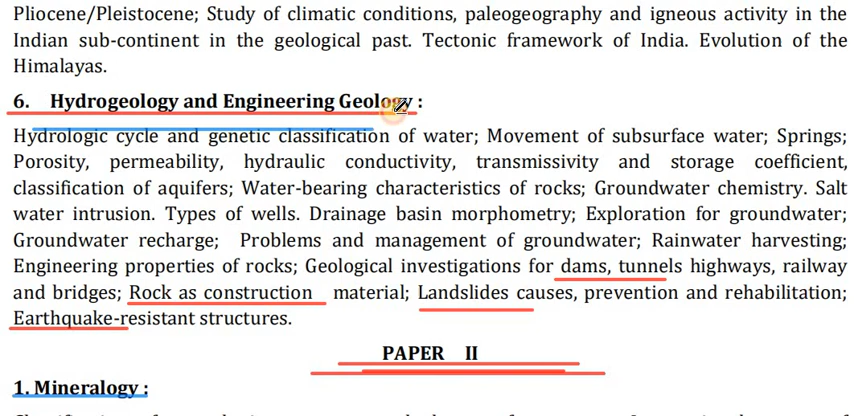 Pliocene/Pleistocene; Study of climatic conditions, paleogeography and igneous activity in the
Indian sub-continent in the geological past. Tectonic framework of India. Evolution of the
Himalayas.
6. Hydrogeology and Engineering Geology :
Hydrologic cycle and genetic classification of water; Movement of subsurface water; Springs;
Porosity, permeability, hydraulic conductivity, transmissivity and storage coefficient,
classification of aquifers; Water-bearing characteristics of rocks; Groundwater chemistry. Salt
water intrusion. Types of wells. Drainage basin morphometry; Exploration for groundwater;
Groundwater recharge; Problems and management of groundwater; Rainwater harvesting;
Engineering properties of rocks; Geological investigations for dams, tunnels highways, railway
and bridges; Rock as construction material; Landslides causes, prevention and rehabilitation;
Earthquake-resistant structures.
PAPER II
1. Mineralogy :